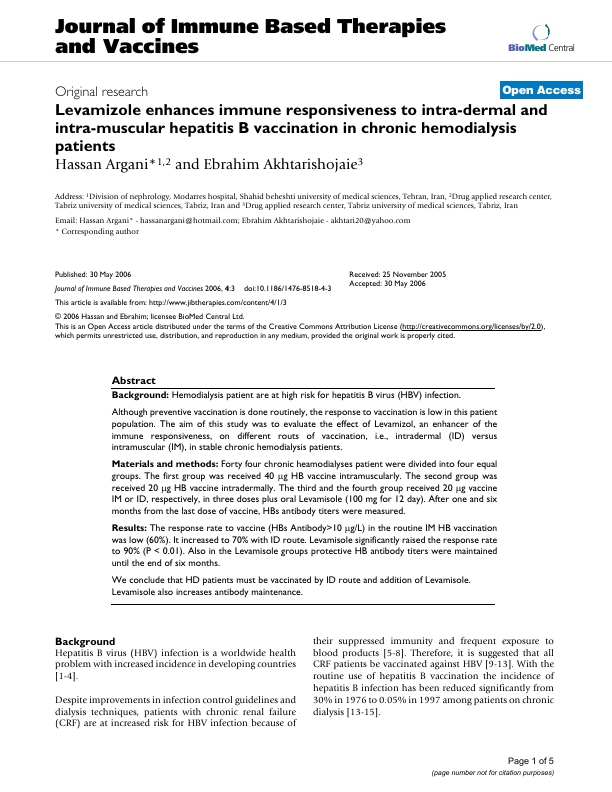 Journal of Immune Based Therapies
and Vaccines
BioMed Central
Original research
Open Access
Levamizole enhances immune responsiveness to intra-dermal and
intra-muscular hepatitis B vaccination in chronic hemodialysis
patients
Hassan Argani*1,2 and Ebrahim Akhtarishojaie3
Address: 1Division of nephrology, Modarres hospital, Shahid beheshti university of medical sciences, Tehran, Iran, 2Drug applied research center,
Tabriz university of medical sciences, Tabriz, Iran and 3Drug applied research center, Tabriz university of medical sciences, Tabriz, Iran
Email: Hassan Argani* - hassanargani@hotmail.com; Ebrahim Akhtarishojaie - akhtari20@yahoo.com
* Corresponding author
Published: 30 May 2006
Journal of Immune Based Therapies and Vaccines 2006, 4:3 doi:10.1186/1476-8518-4-3
Received: 25 November 2005
Accepted: 30 May 2006
This article is available from: http://www.jibtherapies.com/content/4/1/3
© 2006 Hassan and Ebrahim; licensee BioMed Central Ltd.
This is an Open Access article distributed under the terms of the Creative Commons Attribution License (http://creativecommons.org/licenses/by/2.0),
which permits unrestricted use, distribution, and reproduction in any medium, provided the original work is properly cited.
Abstract
Background: Hemodialysis patient are at high risk for hepatitis B virus (HBV) infection.
Although preventive vaccination is done routinely, the response to vaccination is low in this patient
population. The aim of this study was to evaluate the effect of Levamizol, an enhancer of the
immune responsiveness, on different routs of vaccination, i.e., intradermal (ID) versus
intramuscular (IM), in stable chronic hemodialysis patients.
Materials and methods: Forty four chronic heamodialyses patient were divided into four equal
groups. The first group was received 40 μg HB vaccine intramuscularly. The second group was
received 20 μg HB vaccine intradermally. The third and the fourth group received 20 μg vaccine
IM or ID, respectively, in three doses plus oral Levamisole (100 mg for 12 day). After one and six
months from the last dose of vaccine, HBs antibody titers were measured.
Results: The response rate to vaccine (HBs Antibody>10 μg/L) in the routine IM HB vaccination
was low (60%). It increased to 70% with ID route. Levamisole significantly raised the response rate
to 90% (P < 0.01). Also in the Levamisole groups protective HB antibody titers were maintained
until the end of six months.
We conclude that HD patients must be vaccinated by ID route and addition of Levamisole.
Levamisole also increases antibody maintenance.
Background
Hepatitis B virus (HBV) infection is a worldwide health
problem with increased incidence in developing countries
[1-4].
Despite improvements in infection control guidelines and
dialysis techniques, patients with chronic renal failure
(CRF) are at increased risk for HBV infection because of
their suppressed immunity and frequent exposure to
blood products [5-8]. Therefore, it is suggested that all
CRF patients be vaccinated against HBV [9-13]. With the
routine use of hepatitis B vaccination the incidence of
hepatitis B infection has been reduced significantly from
30% in 1976 to 0.05% in 1997 among patients on chronic
dialysis [13-15].
Page 1 of 5
(page number not for citation purposes)